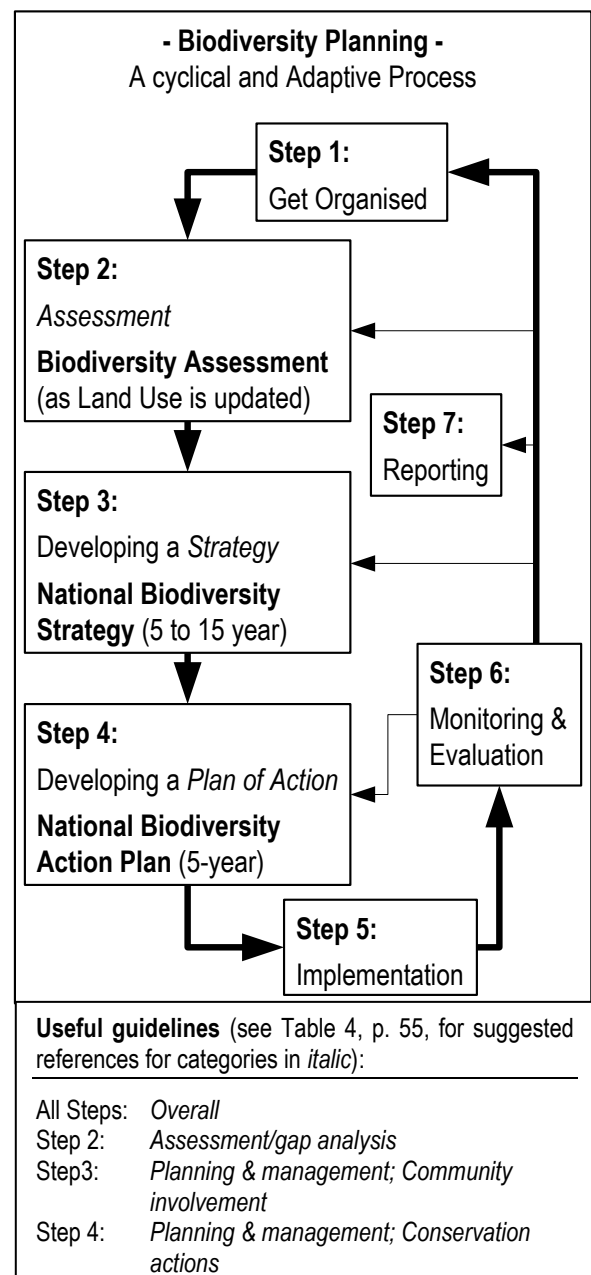 - Biodiversity Planning -
A cyclical and Adaptive Process
Step 1:
Get Organised
Step 2:
Assessment
Biodiversity Assessment
(as Land Use is updated)
Step 7:
Reporting
Step 3:
Developing a Strategy
National Biodiversity
Strategy (5 to 15 year)
Step 6:
Monitoring &
Evaluation
Step 4:
Developing a Plan of Action
National Biodiversity
Action Plan (5-year)
Step 5:
Implementation
Useful guidelines (see Table 4, p. 55, for suggested
references for categories in italic):
All Steps: Overall
Step 2: Assessment/gap analysis
Step3: Planning & management; Community
involvement
Step 4: Planning & management; Conservation
actions